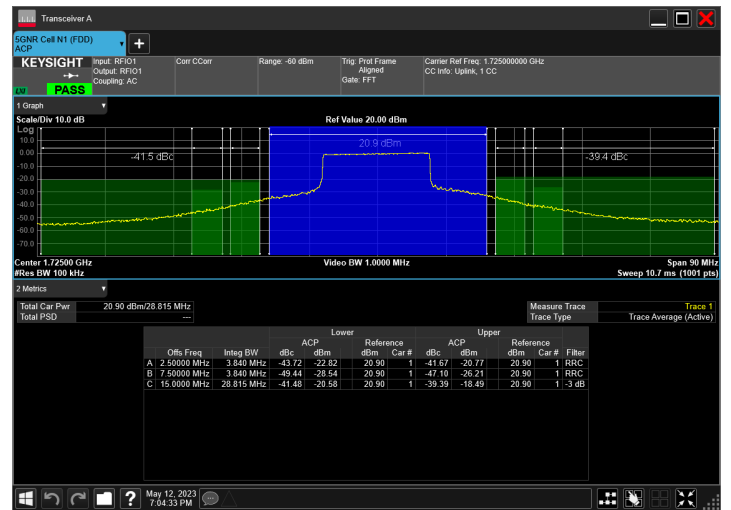 Transceiver A
5GNR Cell N1 (FDD)
ACP
KEYSIGHT
LXI
PASS
Input: RFIO1
Output: RFIO1
Coupling: AC
Corr CCorr
Range: -60 dBm
Trig: Prot Frame
Aligned
Gate: FFT
Carrier Ref Freq: 1.725000000 GHz
CC Info: Uplink, 1 CC
1 Graph
Scale/Div 10.0 dB
Ref Value 20.00 dBm
Log
10.0
0.00
-10.0
-20.0
-30.0
-40.0
-50.0
-60.0
-70.0
-41.5 dBc
20.9 dBm
-39.4 dBc
Center 1.72500 GHz
Video BW 1.0000 MHz
Span 90 MHz
#Res BW 100 kHz
Sweep 10.7 ms (1001 pts)
2 Metrics
Total Car Pwr 20.90 dBm/28.815 MHz
Total PSD ---
Measure Trace Trace 1
Trace Type Trace Average (Active)
Lower Upper
ACP Reference ACP Reference
Offs Freq Integ BW dBc dBm dBm Car # dBc dBm dBm Car # Filter
A 2.50000 MHz 3.840 MHz -43.72 -22.82 20.90 1 -41.67 -20.77 20.90 1 RRC
B 7.50000 MHz 3.840 MHz -49.44 -28.54 20.90 1 -47.10 -26.21 20.90 1 RRC
C 15.0000 MHz 28.815 MHz -41.48 -20.58 20.90 1 -39.39 -18.49 20.90 1 -3 dB
?
May 12, 2023
7:04:33 PM